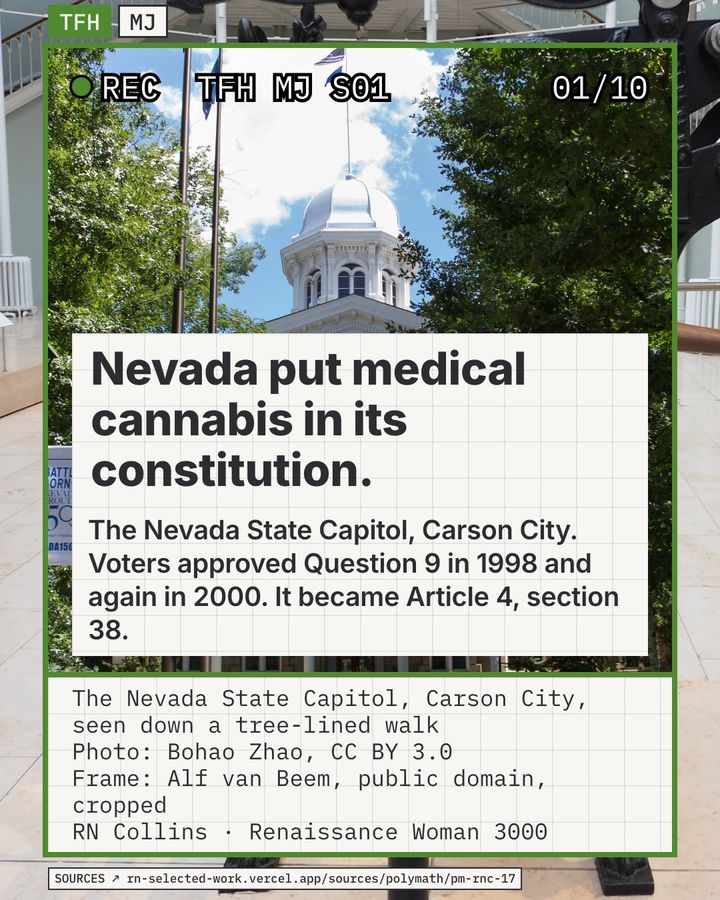 TFH MJ
REC TFH MJ S01 01/10
Nevada put medical
cannabis in its
constitution.
The Nevada State Capitol, Carson City.
Voters approved Question 9 in 1998 and
again in 2000. It became Article 4, section
38.
The Nevada State Capitol, Carson City,
seen down a tree-lined walk
Photo: Bohao Zhao, CC BY 3.0
Frame: Alf van Beem, public domain,
cropped
RN Collins · Renaissance Woman 3000
SOURCES ↗ rn-selected-work.vercel.app/sources/polymath/pm-rnc-17